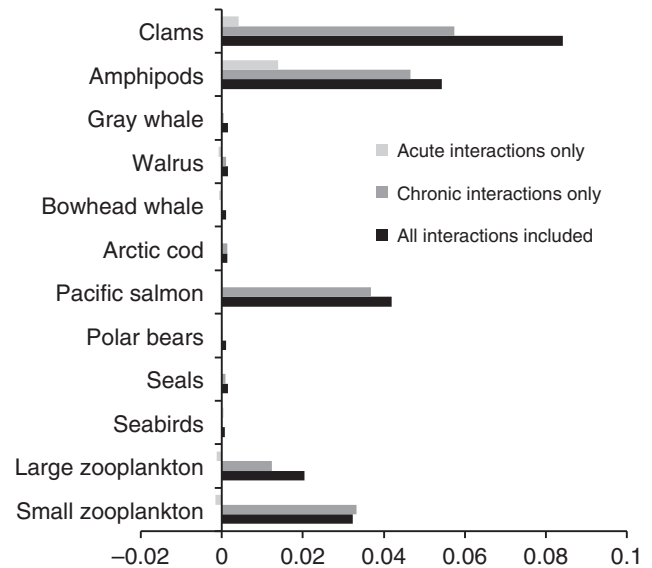 Clams
Amphipods
Gray whale
Walrus
Bowhead whale
Arctic cod
Pacific salmon
Polar bears
Seals
Seabirds
Large zooplankton
Small zooplankton
Acute interactions only
Chronic interactions only
All interactions included
−0.02 0 0.02 0.04 0.06 0.08 0.1